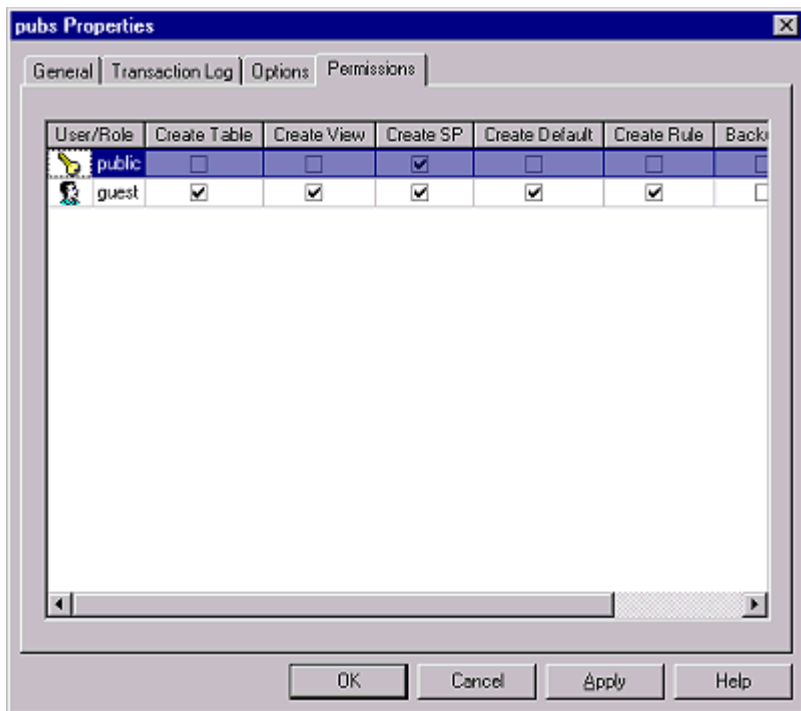 pubs Properties
General Transaction Log Options Permissions
User/Role Create Table Create View Create SP Create Default Create Rule
public
guest
OK Cancel Apply Help